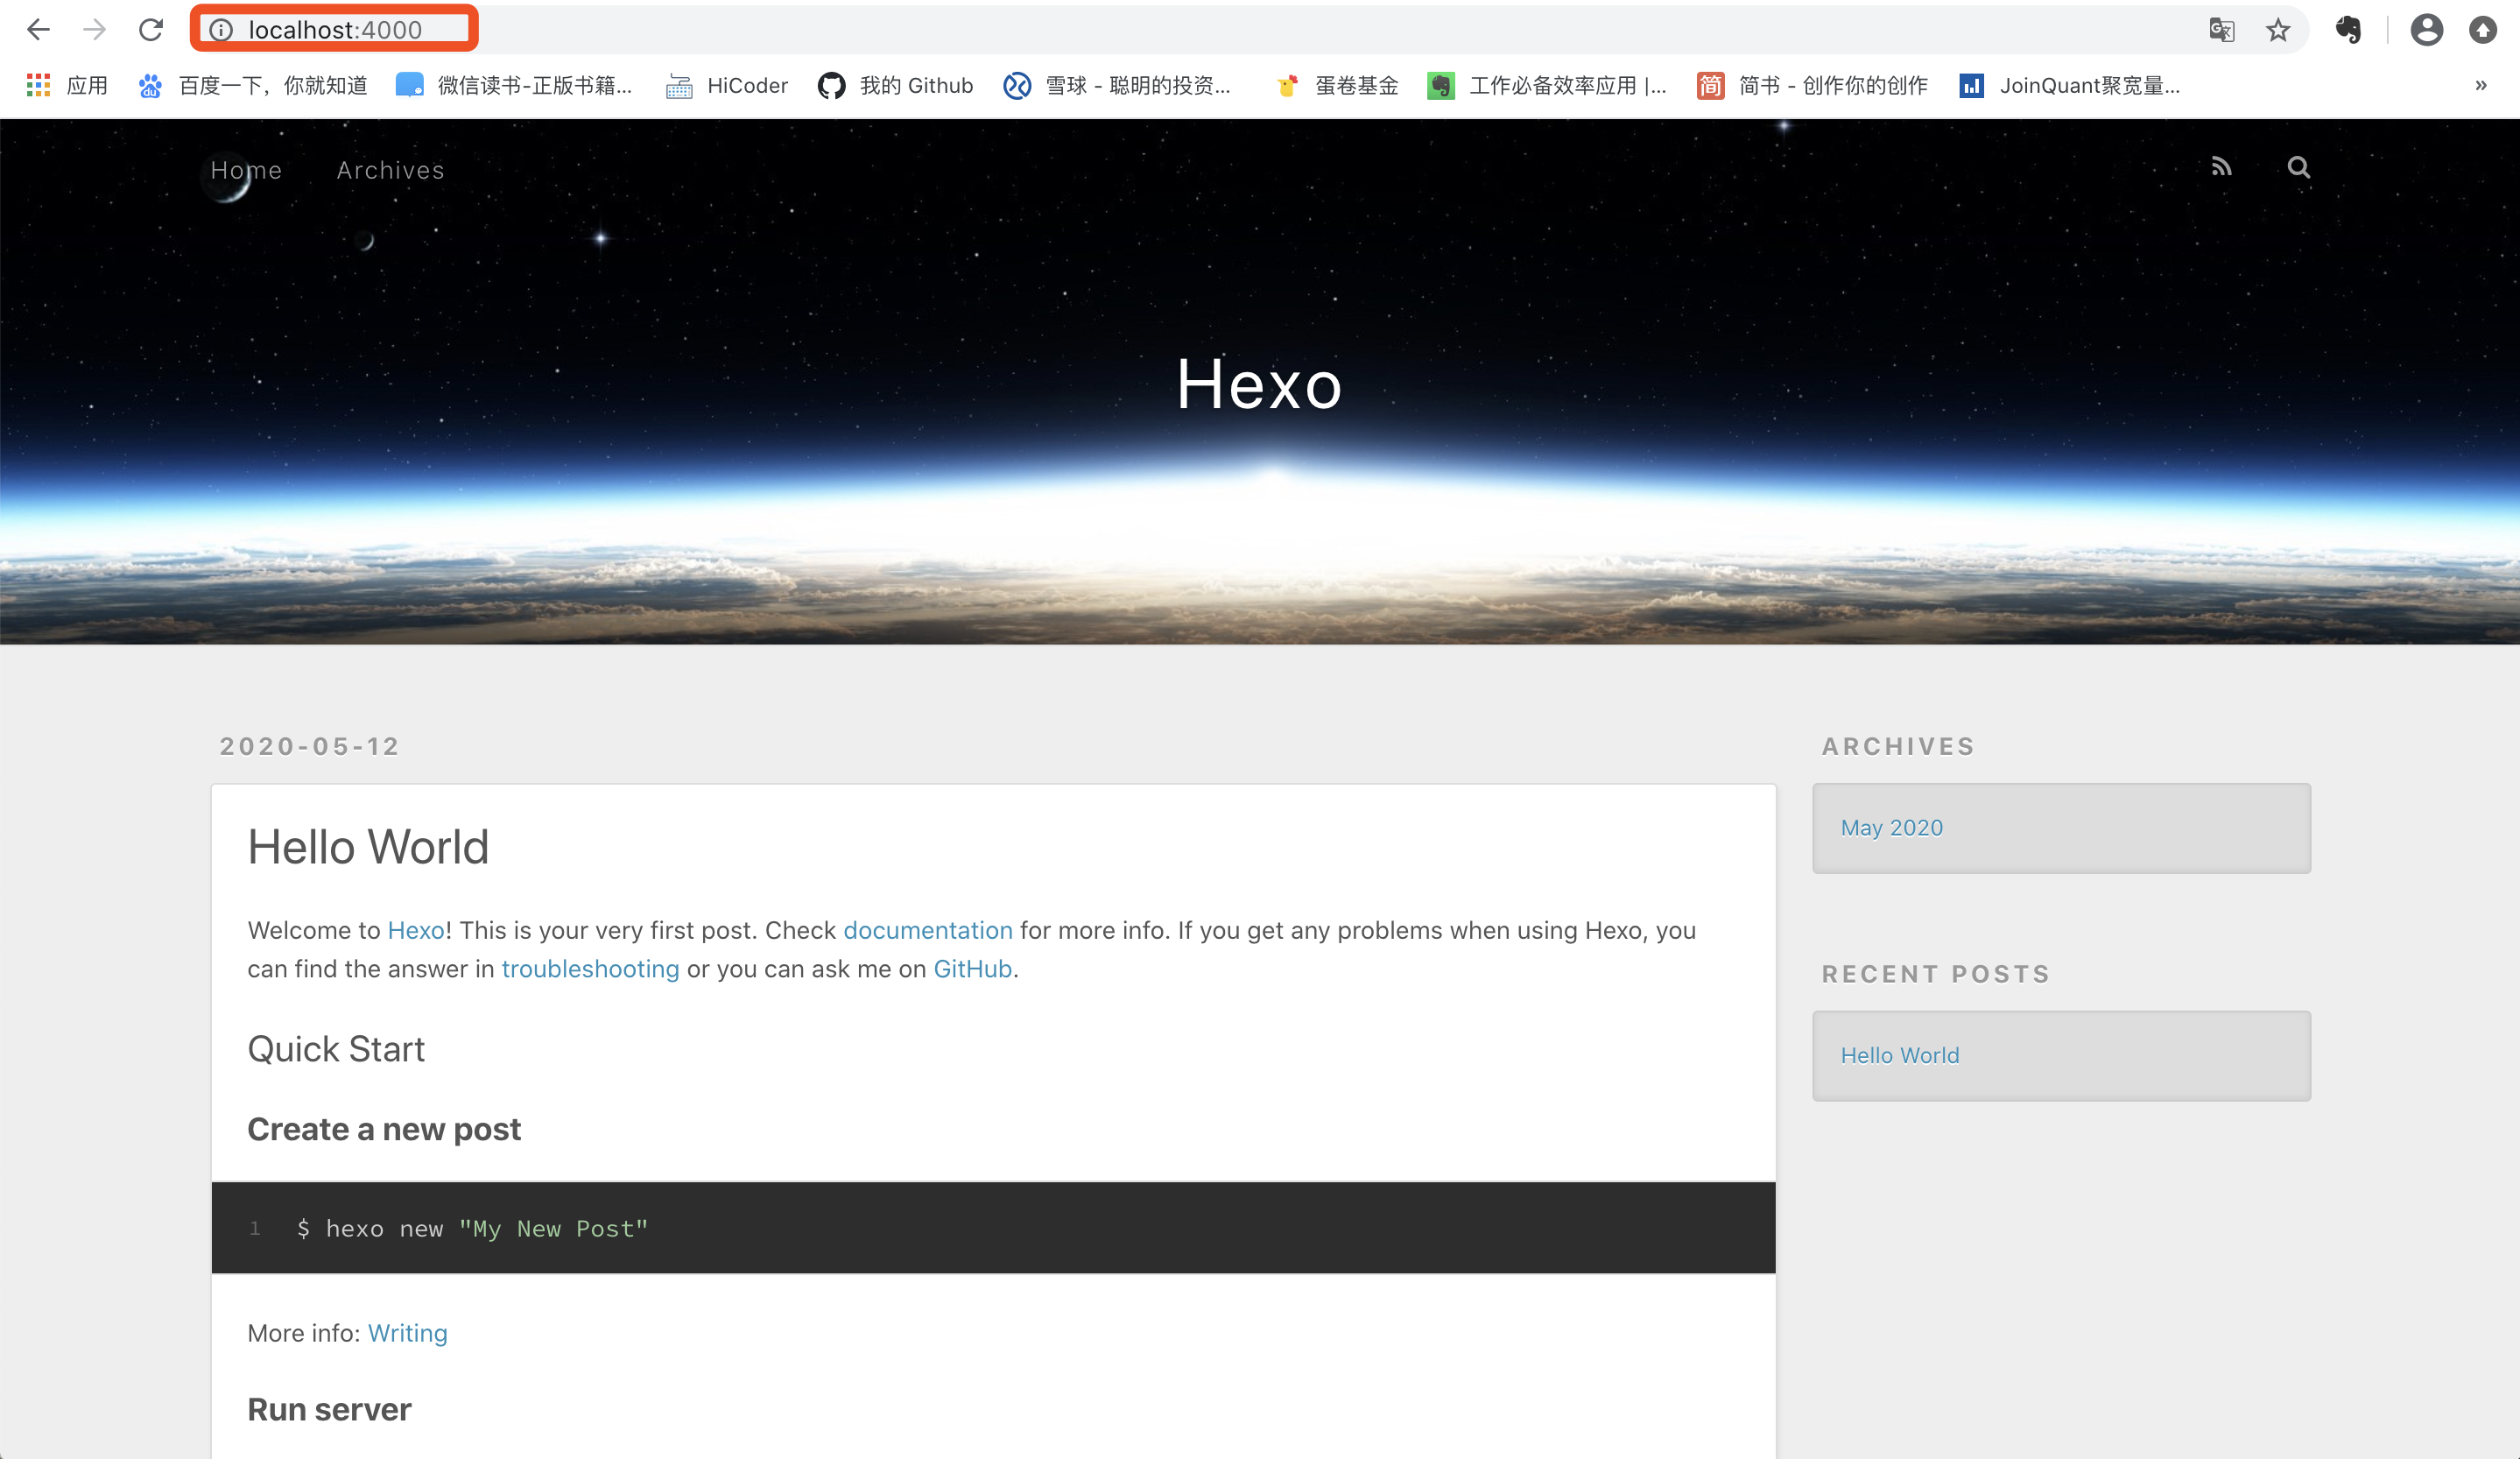 localhost:4000
应用 百度一下，你就知道 微信读书-正版书籍... HiCoder 我的 Github 雪球 - 聪明的投资... 蛋卷基金 工作必备效率应用 |... 简 简书 - 创作你的创作 JoinQuant聚宽量... »
Home Archives
Hexo
2020-05-12
Hello World
Welcome to Hexo! This is your very first post. Check documentation for more info. If you get any problems when using Hexo, you
can find the answer in troubleshooting or you can ask me on GitHub.
Quick Start
Create a new post
1 $ hexo new "My New Post"
More info: Writing
Run server
ARCHIVES
May 2020
RECENT POSTS
Hello World